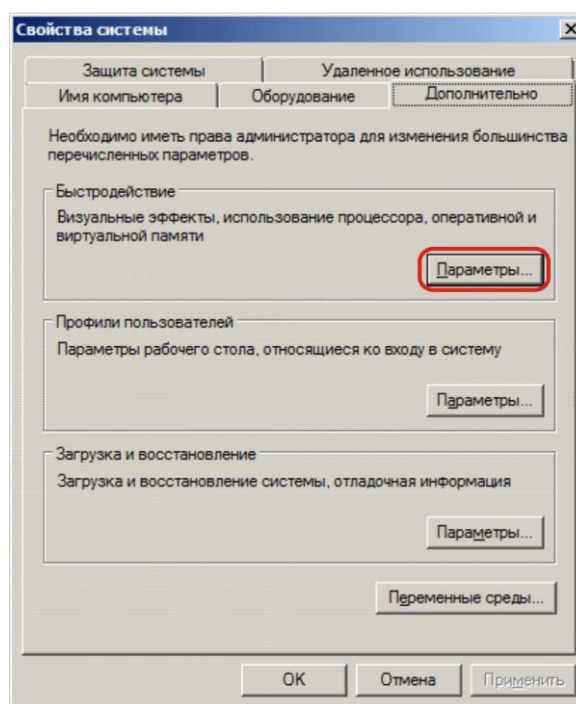 Свойства системы
Защита системы
Удаленное использование
Имя компьютера
Оборудование
Дополнительно
Необходимо иметь права администратора для изменения большинства
перечисленных параметров.
Быстродействие
Визуальные эффекты, использование процессора, оперативной и
виртуальной памяти
Параметры...
Профили пользователей
Параметры рабочего стола, относящиеся ко входу в систему
Параметры...
Загрузка и восстановление
Загрузка и восстановление системы, отладочная информация
Параметры...
Переменные среды...
OK
Отмена
Применить